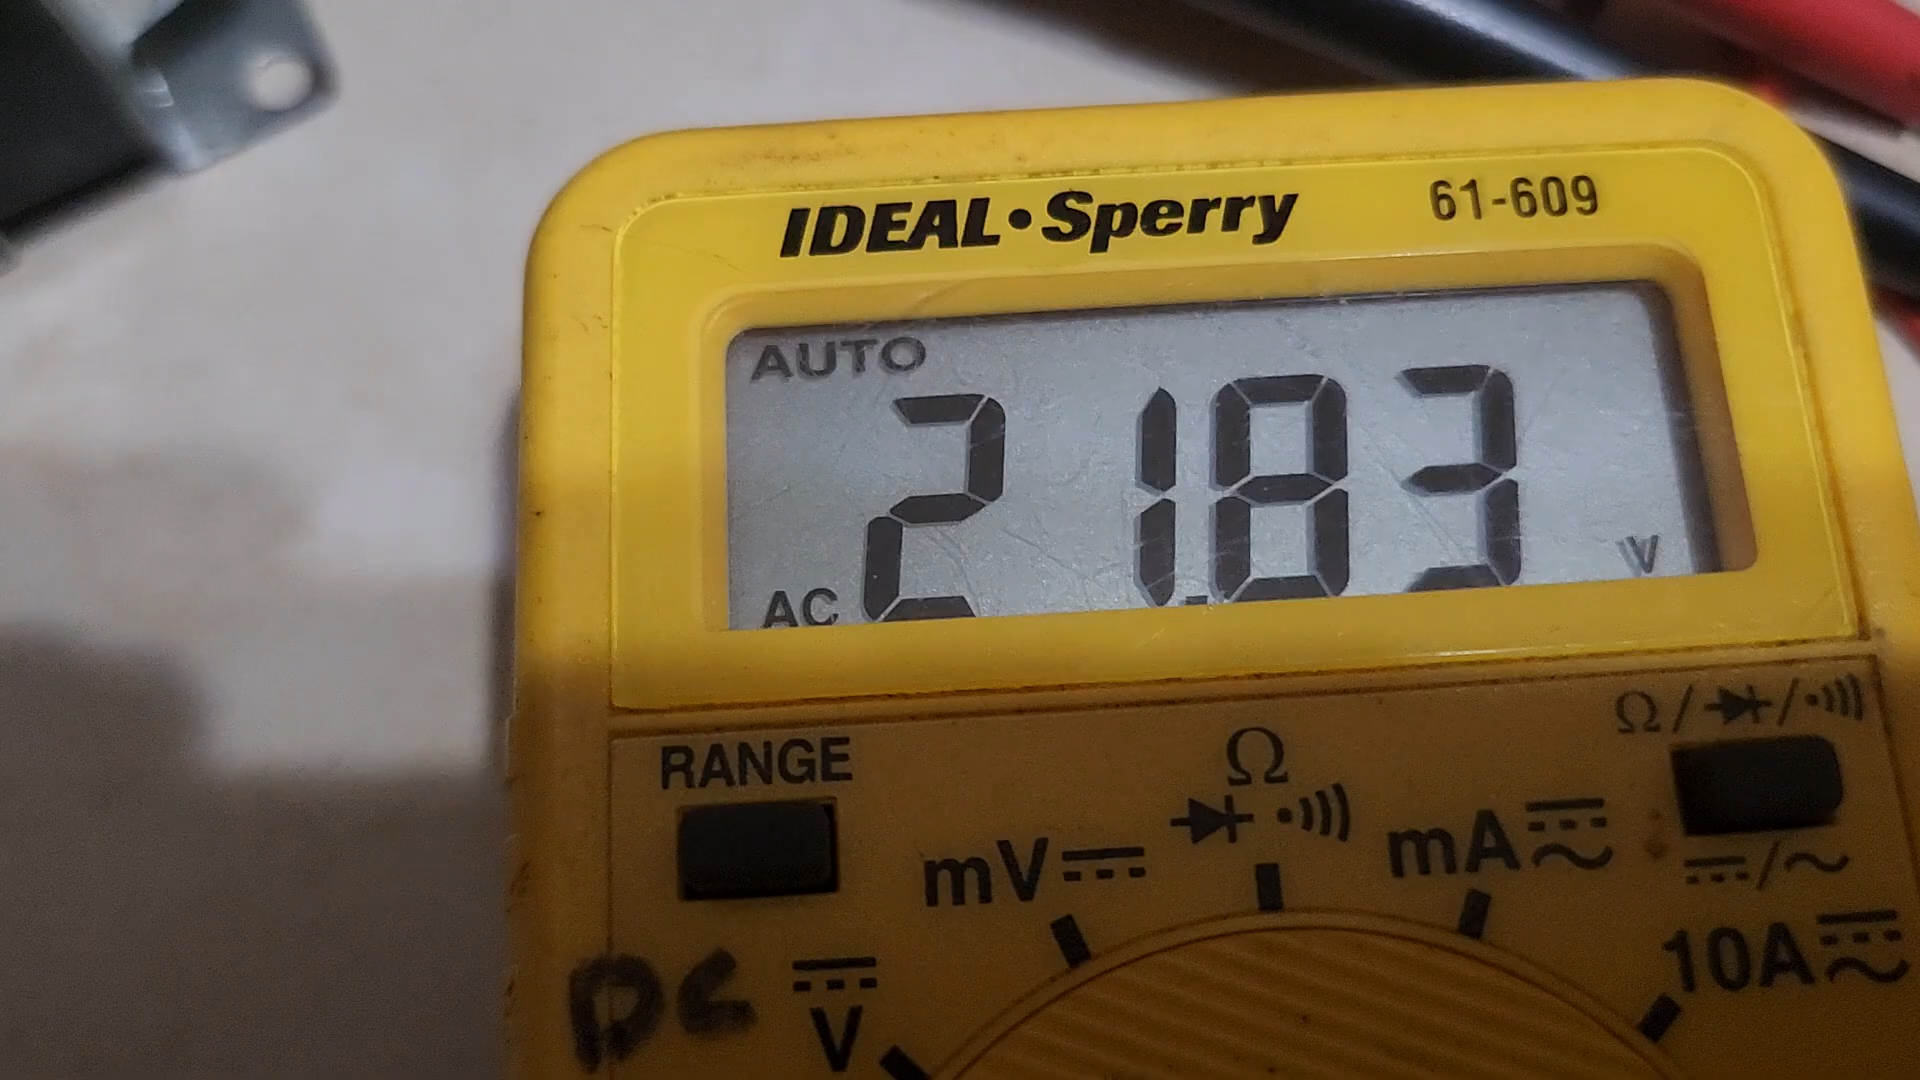 IDEAL•Sperry 61-609
AUTO
AC 21.83 V
RANGE
Ω
Ω/
mV
mA
10A
DC
V